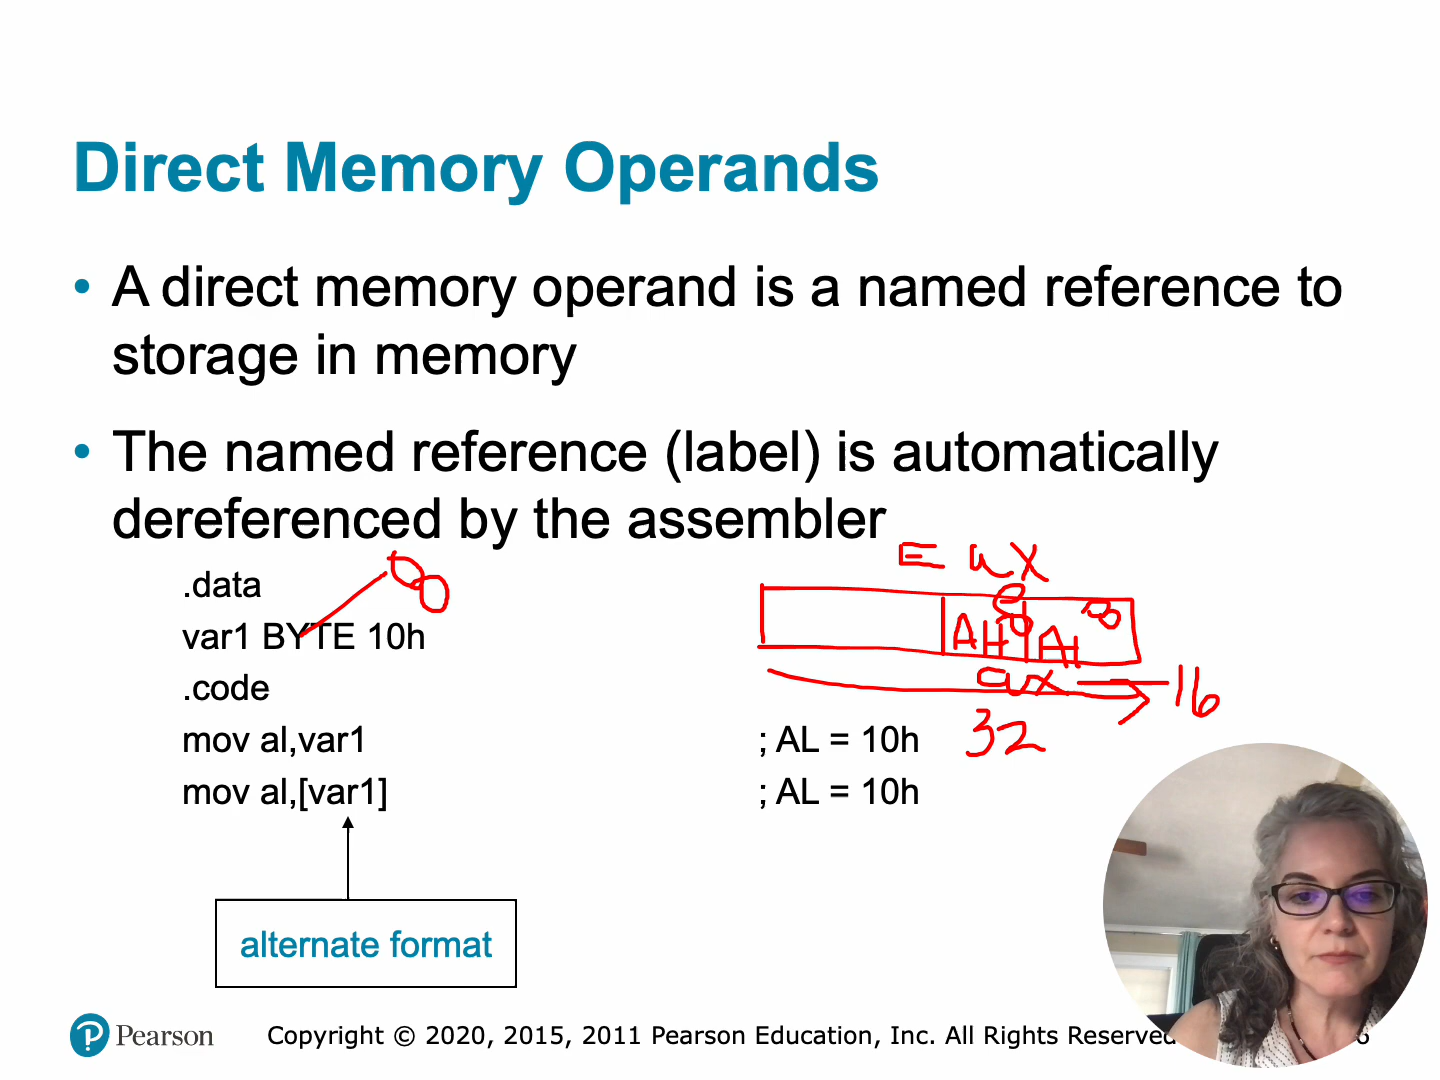 Direct Memory Operands
• A direct memory operand is a named reference to
storage in memory
• The named reference (label) is automatically
dereferenced by the assembler
E ax
.data
8
8 8
var1 BYTE 10h
AH AL
.code
ax 16
32
mov al,var1 ; AL = 10h
mov al,[var1] ; AL = 10h
alternate format
Pearson
Copyright © 2020, 2015, 2011 Pearson Education, Inc. All Rights Reserved